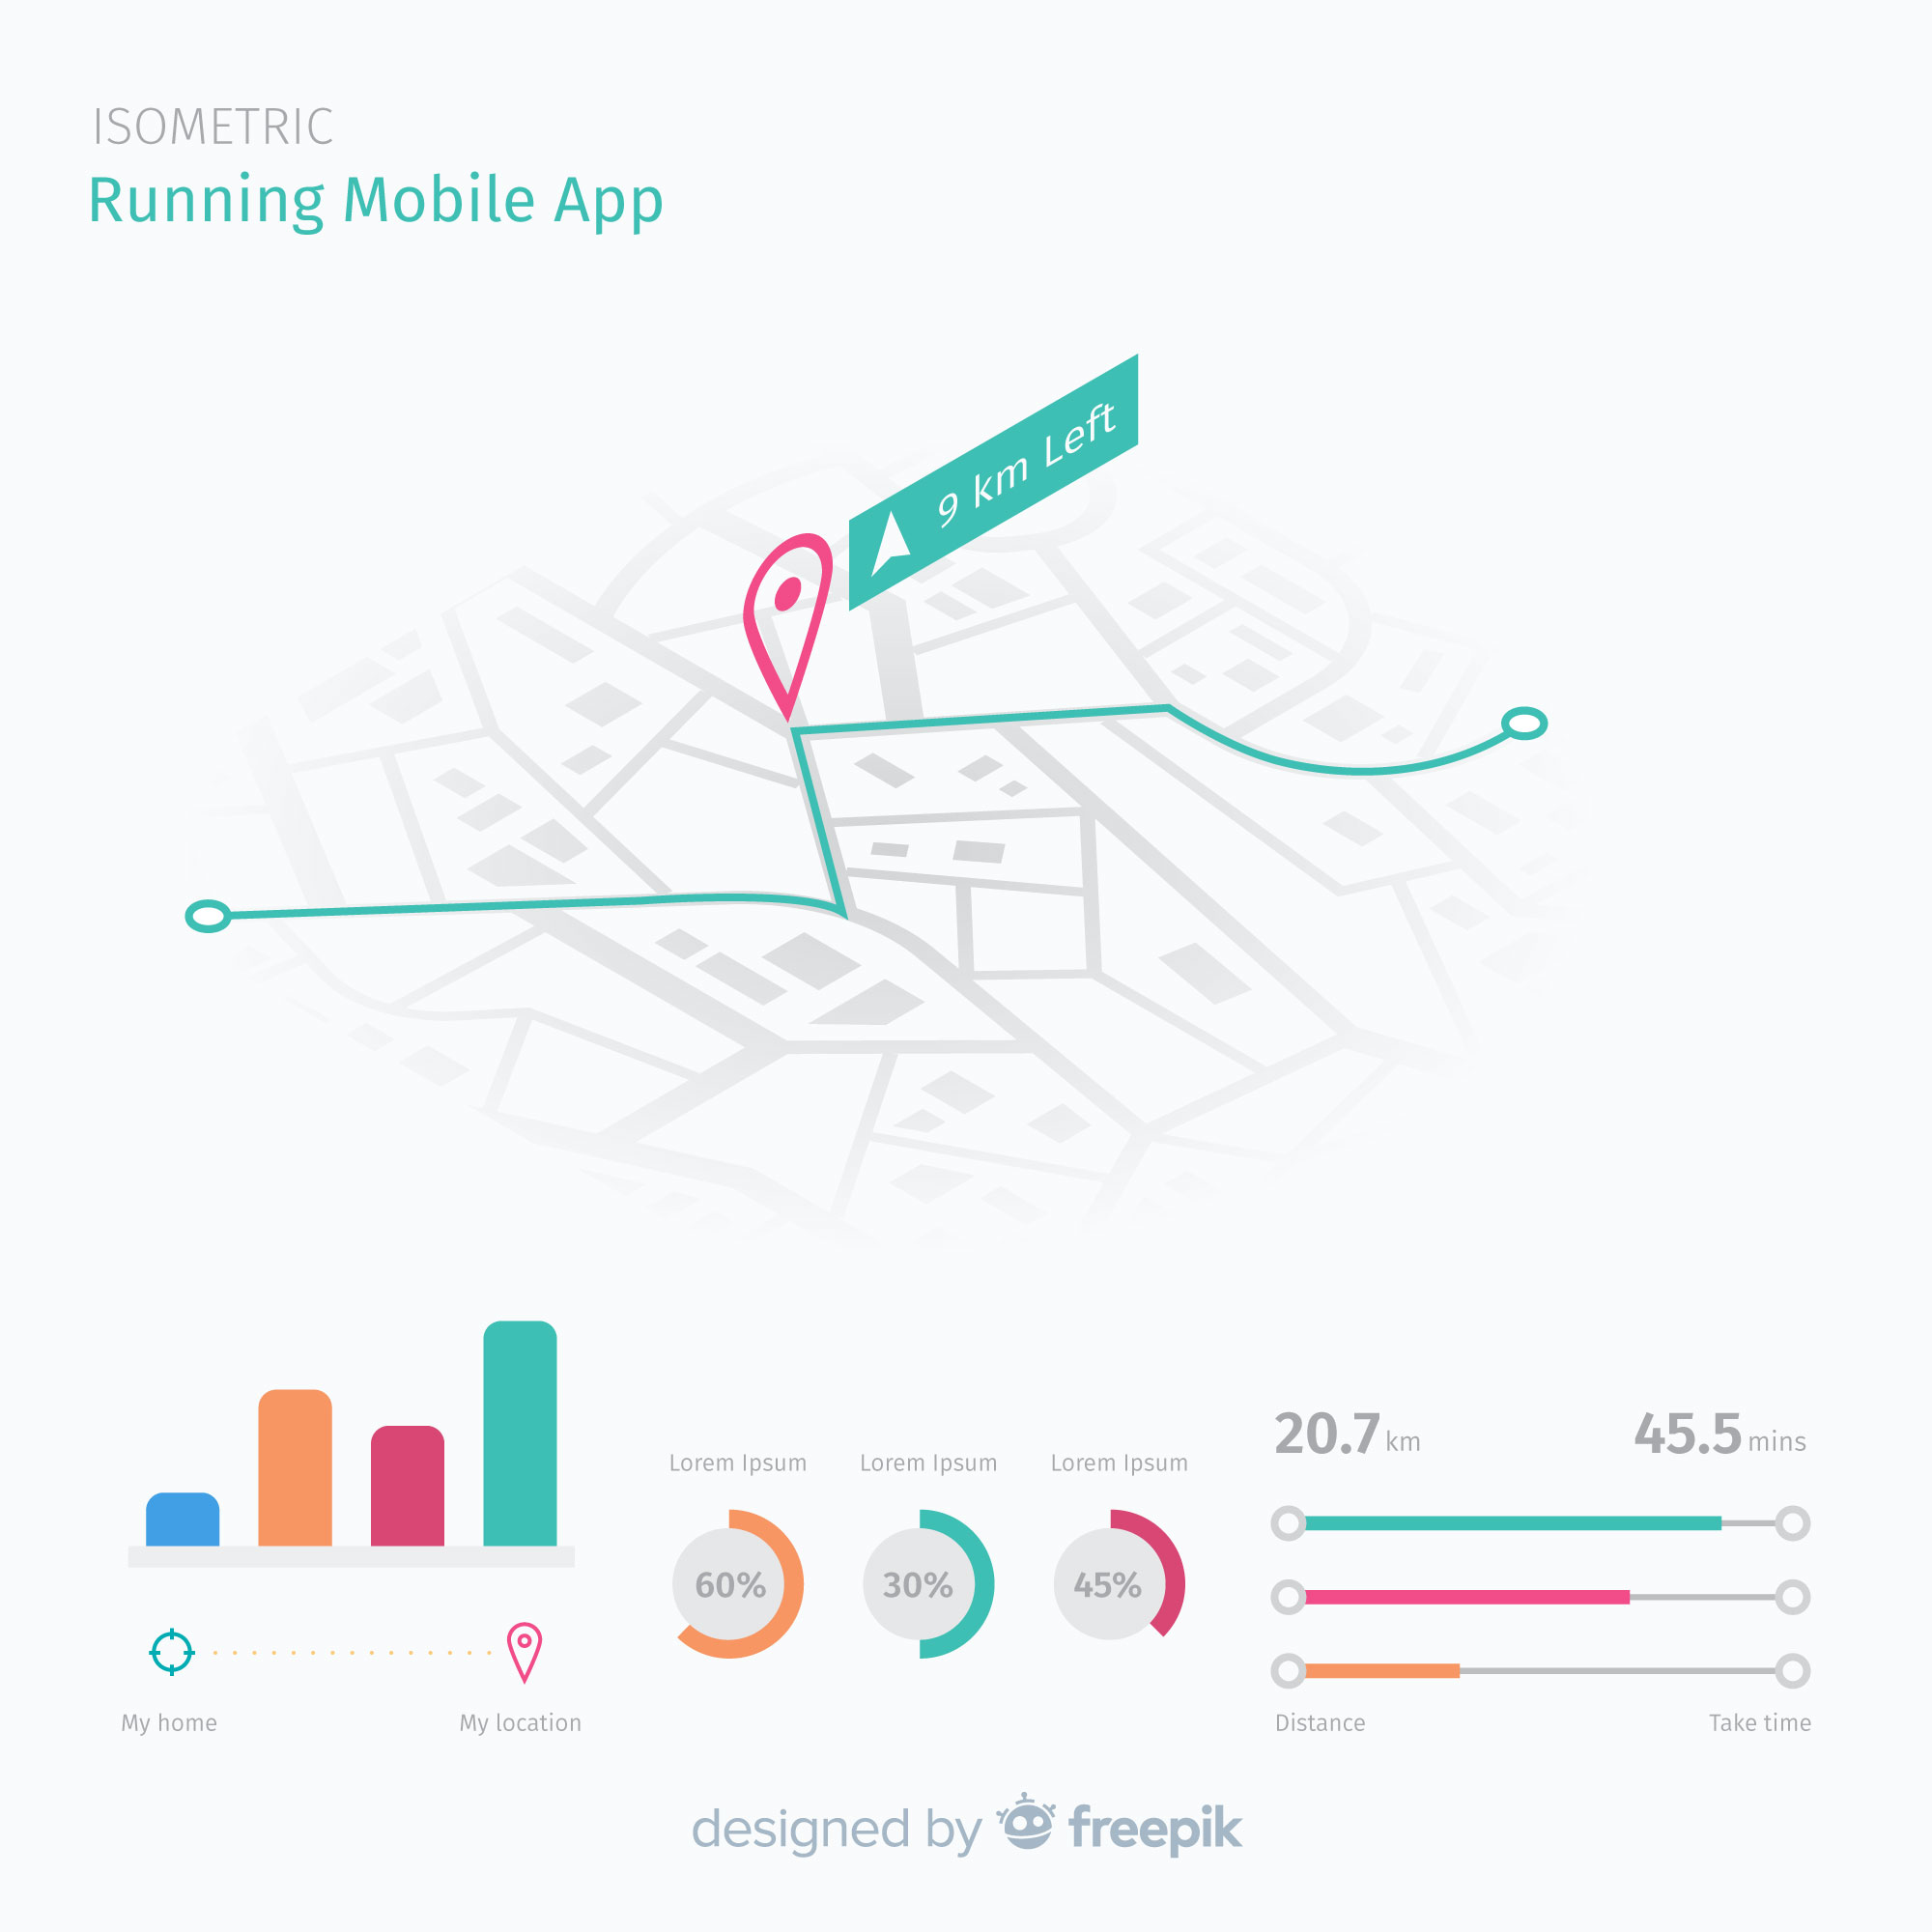 ISOMETRIC
Running Mobile App
9 km Left
20.7 km
45.5 mins
Lorem Ipsum
Lorem Ipsum
Lorem Ipsum
60%
30%
45%
My home
My location
Distance
Take time
designed by freepik